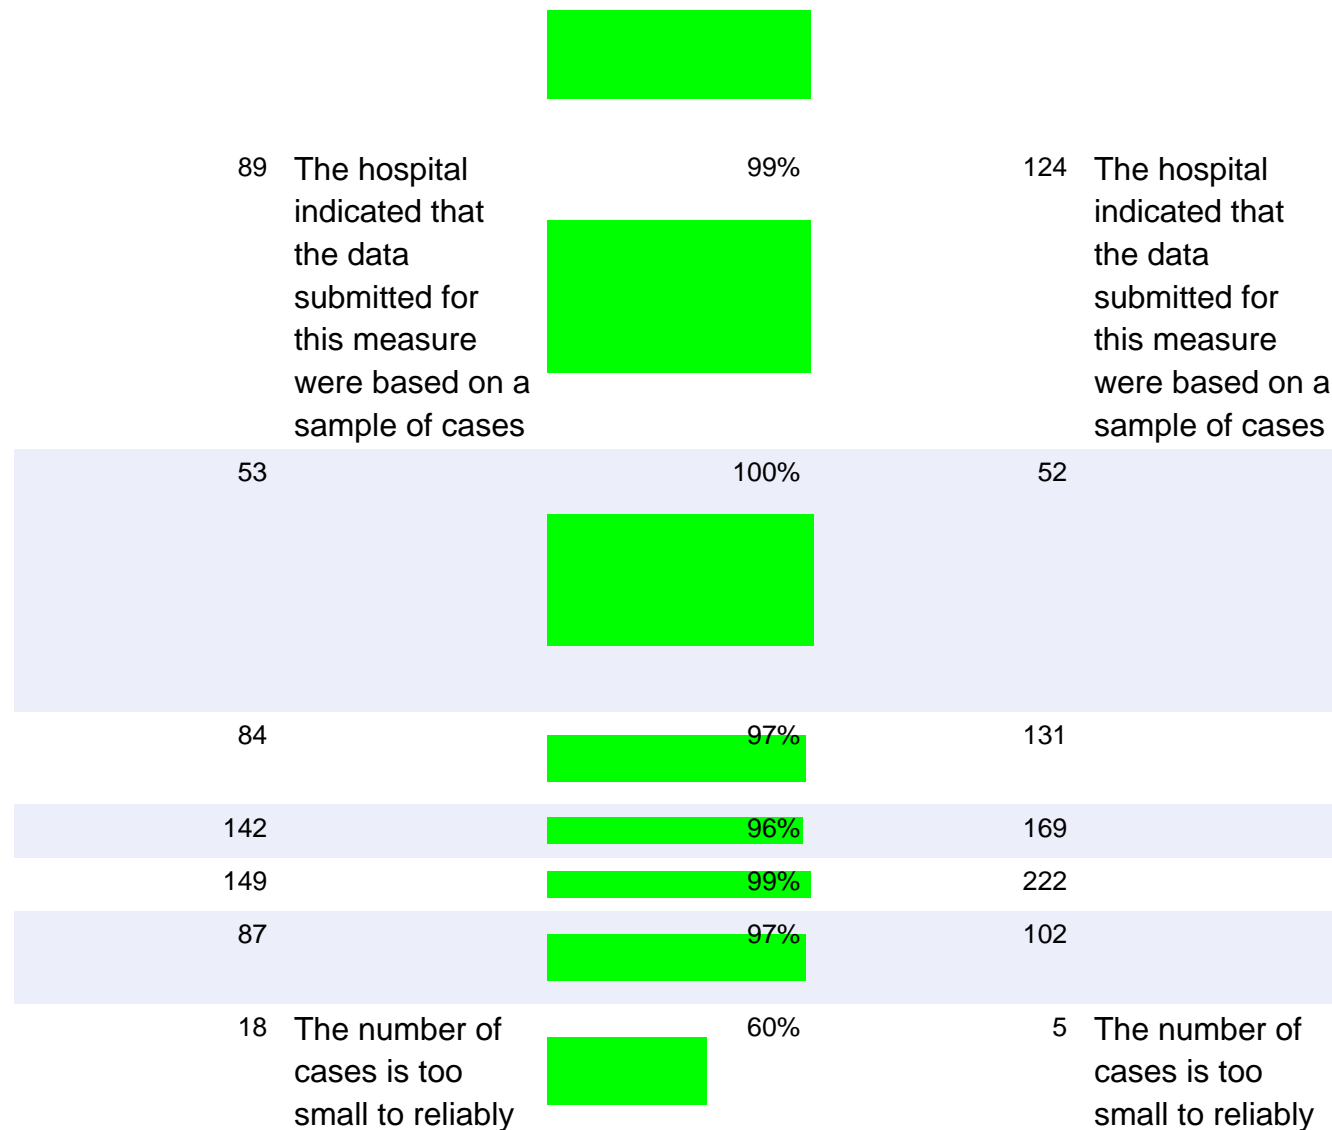 89 The hospital 99% 124 The hospital
indicated that indicated that
the data the data
submitted for submitted for
this measure this measure
were based on a were based on a
sample of cases sample of cases
53 100% 52
84 97% 131
142 96% 169
149 99% 222
87 97% 102
18 The number of 60% 5 The number of
cases is too cases is too
small to reliably small to reliably